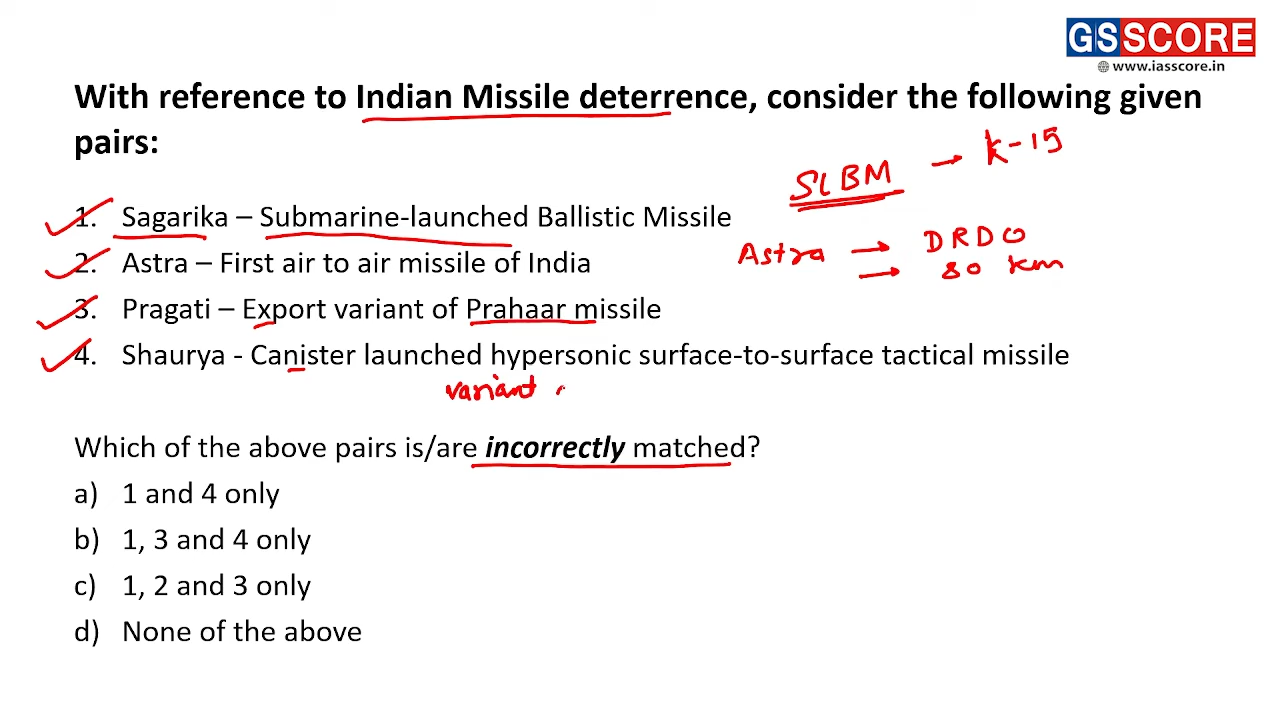 GSSCORE
www.iasscore.in
With reference to Indian Missile deterrence, consider the following given
pairs:
SLBM → K-15
1. Sagarika – Submarine-launched Ballistic Missile
Astra → DRDO
→ 80 km
2. Astra – First air to air missile of India
3. Pragati – Export variant of Prahaar missile
4. Shaurya - Canister launched hypersonic surface-to-surface tactical missile
variant
Which of the above pairs is/are incorrectly matched?
a) 1 and 4 only
b) 1, 3 and 4 only
c) 1, 2 and 3 only
d) None of the above